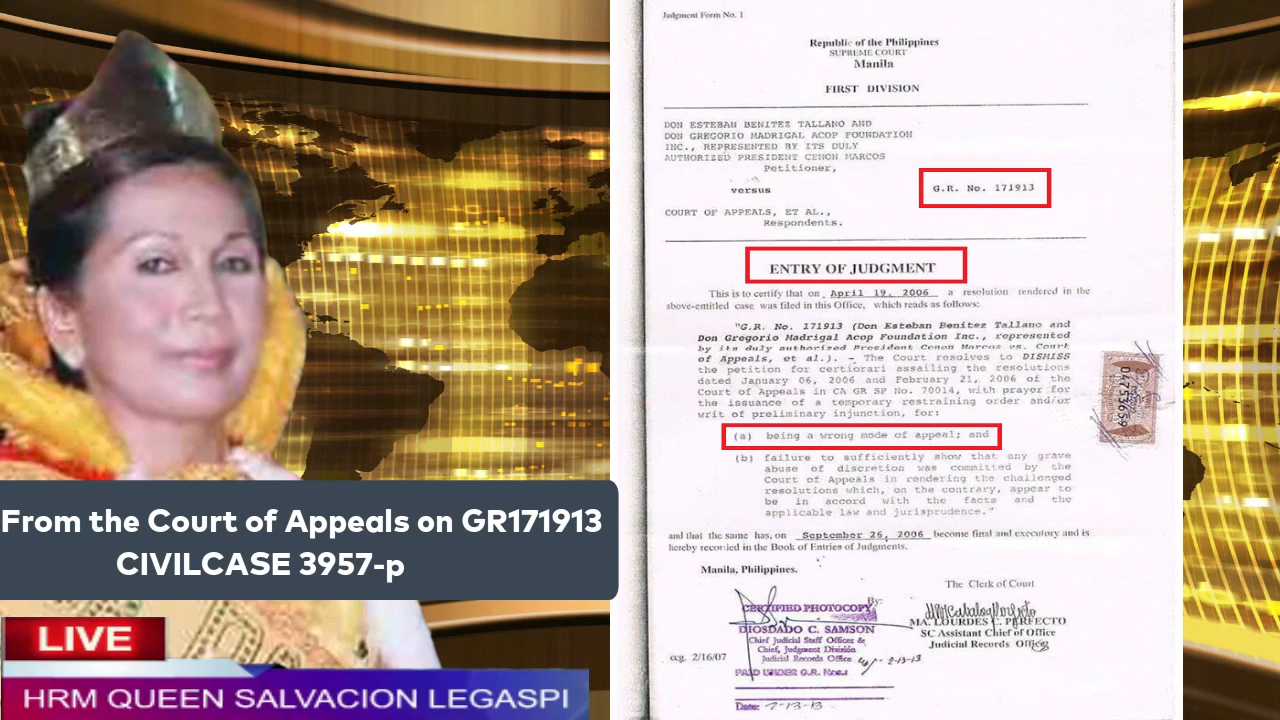 Judgment Form No. 1
Republic of the Philippines
SUPREME COURT
Manila
FIRST DIVISION
DON ESTEBAN BENITEZ TALLANO AND
DON GREGORIO MADRIGAL ACOP FOUNDATION
INC., REPRESENTED BY ITS DULY
AUTHORIZED PRESIDENT CENON MARCOS
Petitioner,
versus
G.R. No. 171913
COURT OF APPEALS, ET AL.,
Respondents.
ENTRY OF JUDGMENT
This is to certify that on April 19, 2006 a resolution rendered in the
above-entitled case was filed in this Office, which reads as follows:
"G.R. No. 171913 (Don Esteban Benitez Tallano and
Don Gregorio Madrigal Acop Foundation Inc., represented
by its duly authorized President Cenon Marcos vs. Court
of Appeals, et al.). - The Court resolves to DISMISS
the petition for certiorari assailing the resolutions
dated January 06, 2006 and February 21, 2006 of the
Court of Appeals in CA GR SP No. 70014, with prayer for
the issuance of a temporary restraining order and/or
writ of preliminary injunction, for:
(a) being a wrong mode of appeal; and
(b) failure to sufficiently show that any grave
abuse of discretion was committed by the
Court of Appeals in rendering the challenged
resolutions which, on the contrary, appear to
be in accord with the facts and the
applicable law and jurisprudence."
and that the same has, on September 26, 2006 become final and executory and is
hereby recorded in the Book of Entries of Judgments.
Manila, Philippines.
The Clerk of Court
By:
MA. LOURDES C. PERFECTO
SC Assistant Chief of Office
Judicial Records Office
CERTIFIED PHOTOCOPY
DIOSDADO C. SAMSON
Chief Judicial Staff Officer &
Chief, Judgment Division
Judicial Records Office
2-13-13
ccg. 2/16/07
PAID UNDER O.R. Nos.:
Date: 2-13-13
From the Court of Appeals on GR171913
CIVILCASE 3957-p
LIVE
HRM QUEEN SALVACION LEGASPI